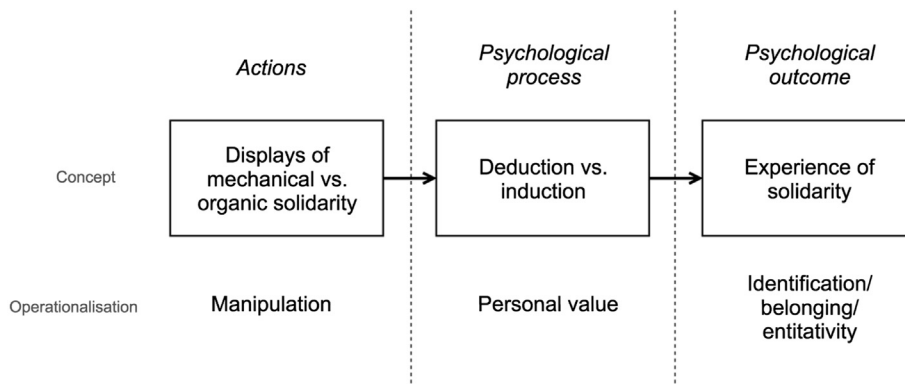 Actions
Psychological
process
Psychological
outcome
Concept
Displays of
mechanical vs.
organic solidarity
Deduction vs.
induction
Experience of
solidarity
Operationalisation
Manipulation
Personal value
Identification/
belonging/
entitativity